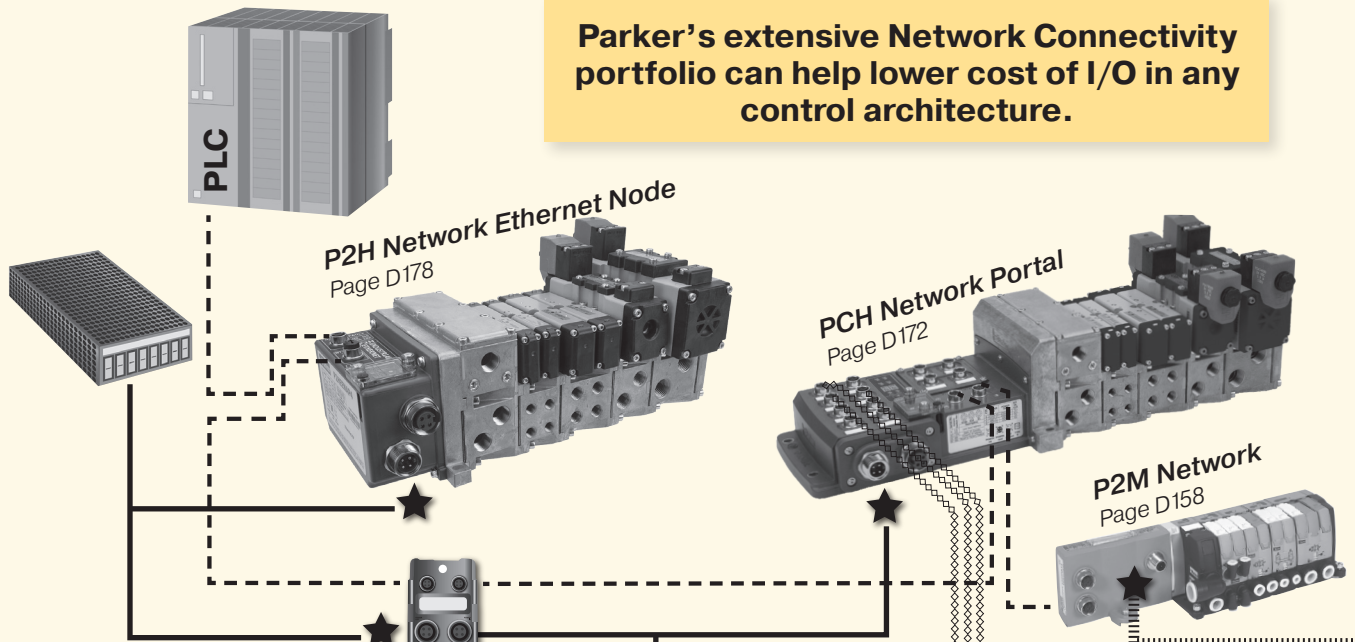 Parker's extensive Network Connectivity
portfolio can help lower cost of I/O in any
control architecture.
PLC
P2H Network Ethernet Node
Page D178
PCH Network Portal
Page D172
P2M Network
Page D158